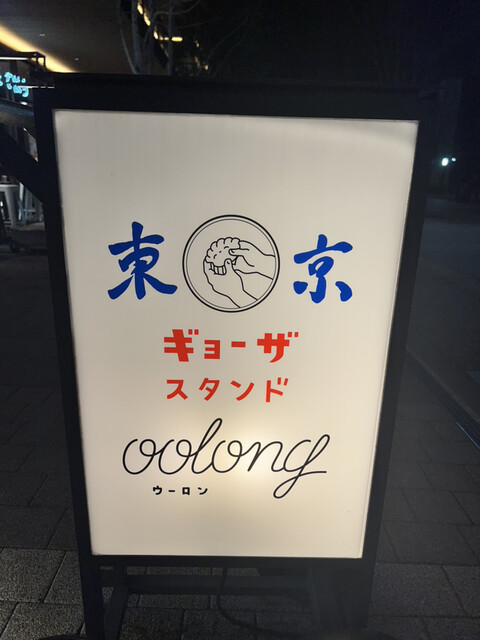 東京
ギョーザ
スタンド
oolong
ウーロン